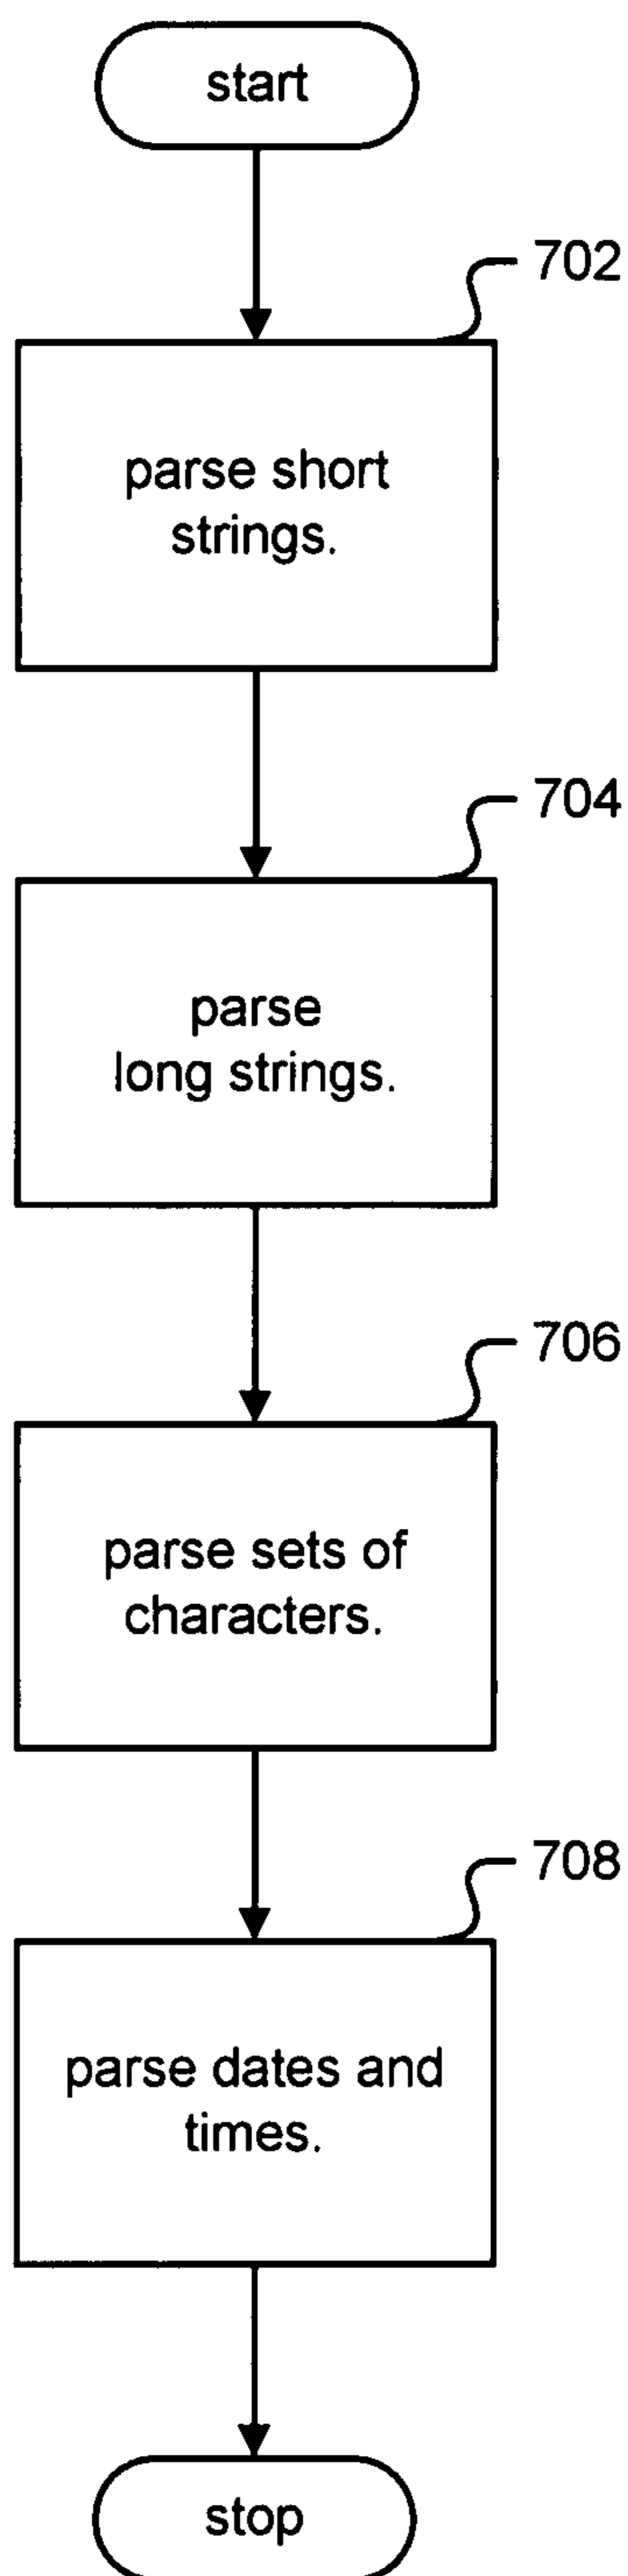 start
702
parse short
strings.
704
parse
long strings.
706
parse sets of
characters.
708
parse dates and
times.
stop